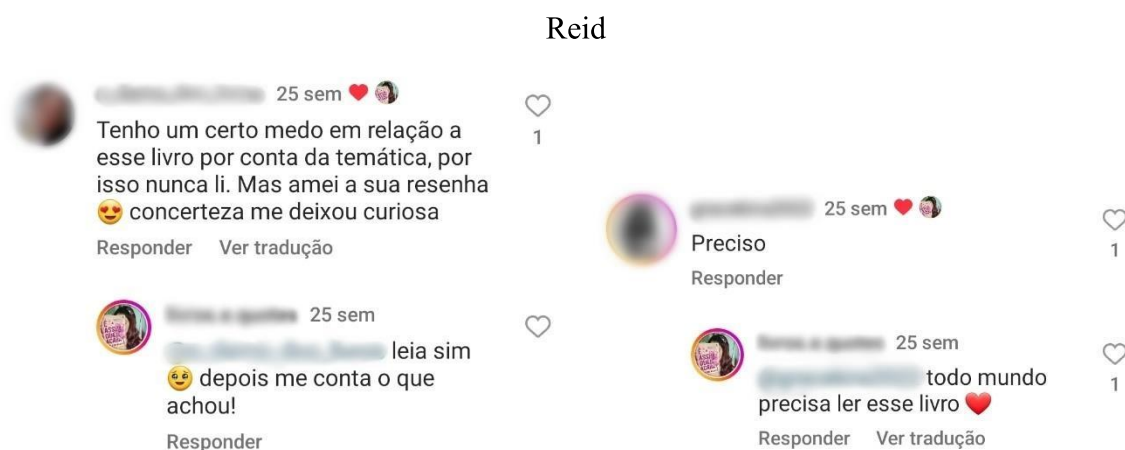 Reid
25 sem
Tenho um certo medo em relação a
esse livro por conta da temática, por
isso nunca li. Mas amei a sua resenha
😍 concerteza me deixou curiosa
1
Responder Ver tradução
25 sem
leia sim
🥹 depois me conta o que
achou!
Responder
25 sem
Preciso
1
Responder
25 sem
todo mundo
precisa ler esse livro ❤️
1
Responder Ver tradução